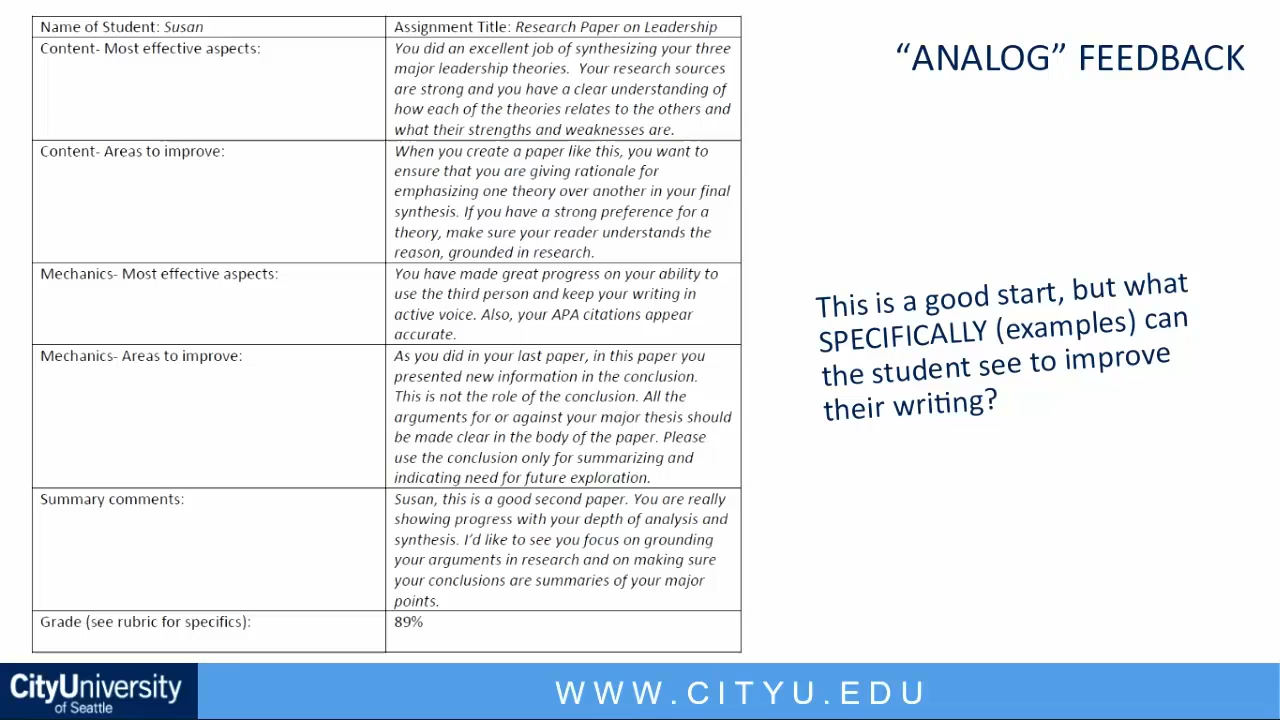 Name of Student: Susan
Assignment Title: Research Paper on Leadership
Content- Most effective aspects:
You did an excellent job of synthesizing your three
major leadership theories.  Your research sources
are strong and you have a clear understanding of
how each of the theories relates to the others and
what their strengths and weaknesses are.
Content- Areas to improve:
When you create a paper like this, you want to
ensure that you are giving rationale for
emphasizing one theory over another in your final
synthesis. If you have a strong preference for a
theory, make sure your reader understands the
reason, grounded in research.
Mechanics- Most effective aspects:
You have made great progress on your ability to
use the third person and keep your writing in
active voice. Also, your APA citations appear
accurate.
Mechanics- Areas to improve:
As you did in your last paper, in this paper you
presented new information in the conclusion.
This is not the role of the conclusion. All the
arguments for or against your major thesis should
be made clear in the body of the paper. Please
use the conclusion only for summarizing and
indicating need for future exploration.
Summary comments:
Susan, this is a good second paper. You are really
showing progress with your depth of analysis and
synthesis. I'd like to see you focus on grounding
your arguments in research and on making sure
your conclusions are summaries of your major
points.
Grade (see rubric for specifics):
89%
“ANALOG” FEEDBACK
This is a good start, but what
SPECIFICALLY (examples) can
the student see to improve
their writing?
CityUniversity
of Seattle
WWW.CITYU.EDU